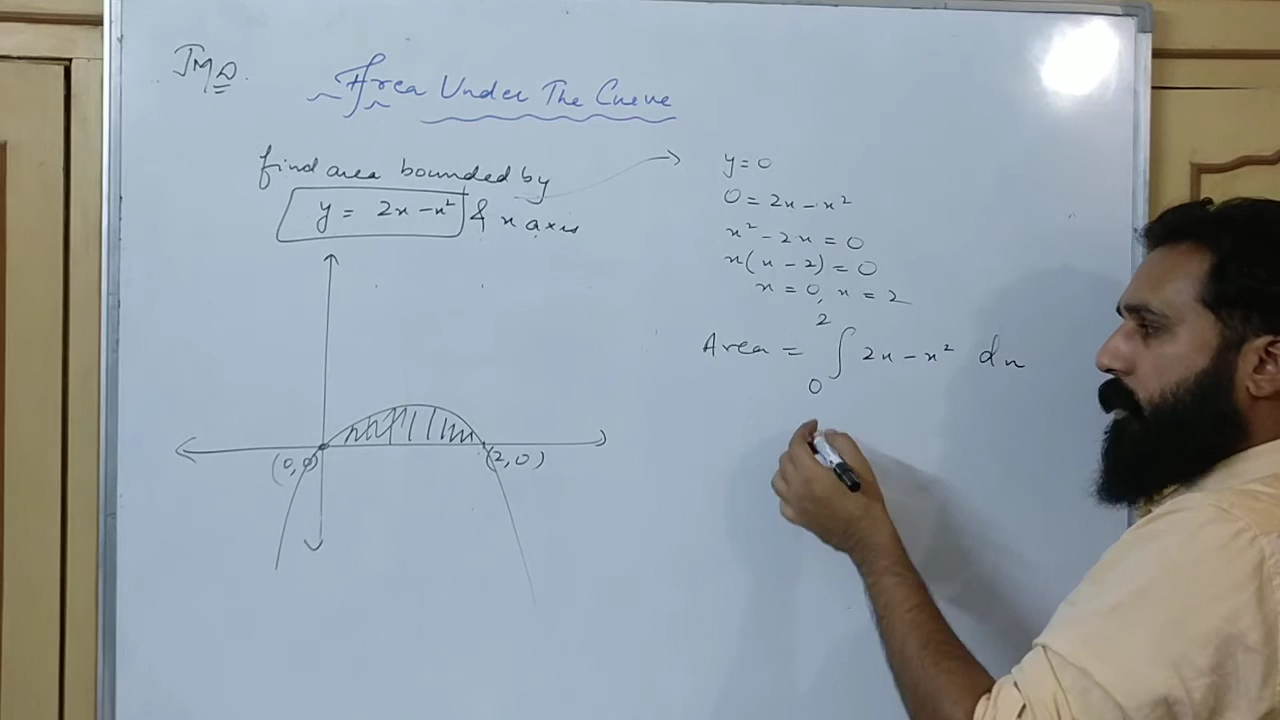 JMD.
Area Under The Curve
find area bounded by
y = 2x - x² & x axis
(0,0)
(2,0)
y = 0
0 = 2x - x²
x² - 2x = 0
x(x - 2) = 0
x = 0, x = 2
Area = ∫₀² 2x - x² dx